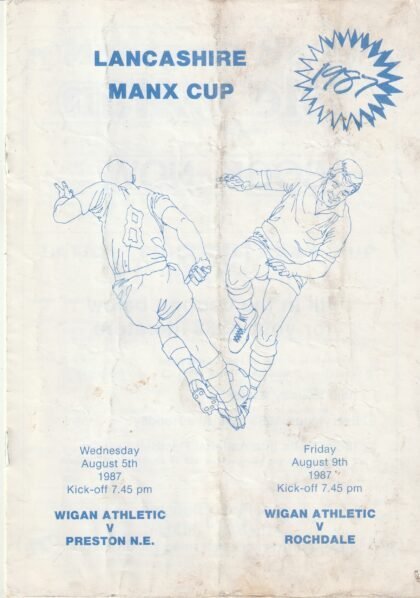 LANCASHIRE
MANX CUP
1987
8
Wednesday
August 5th
1987
Kick-off 7.45 pm
WIGAN ATHLETIC
V
PRESTON N.E.
Friday
August 9th
1987
Kick-off 7.45 pm
WIGAN ATHLETIC
V
ROCHDALE